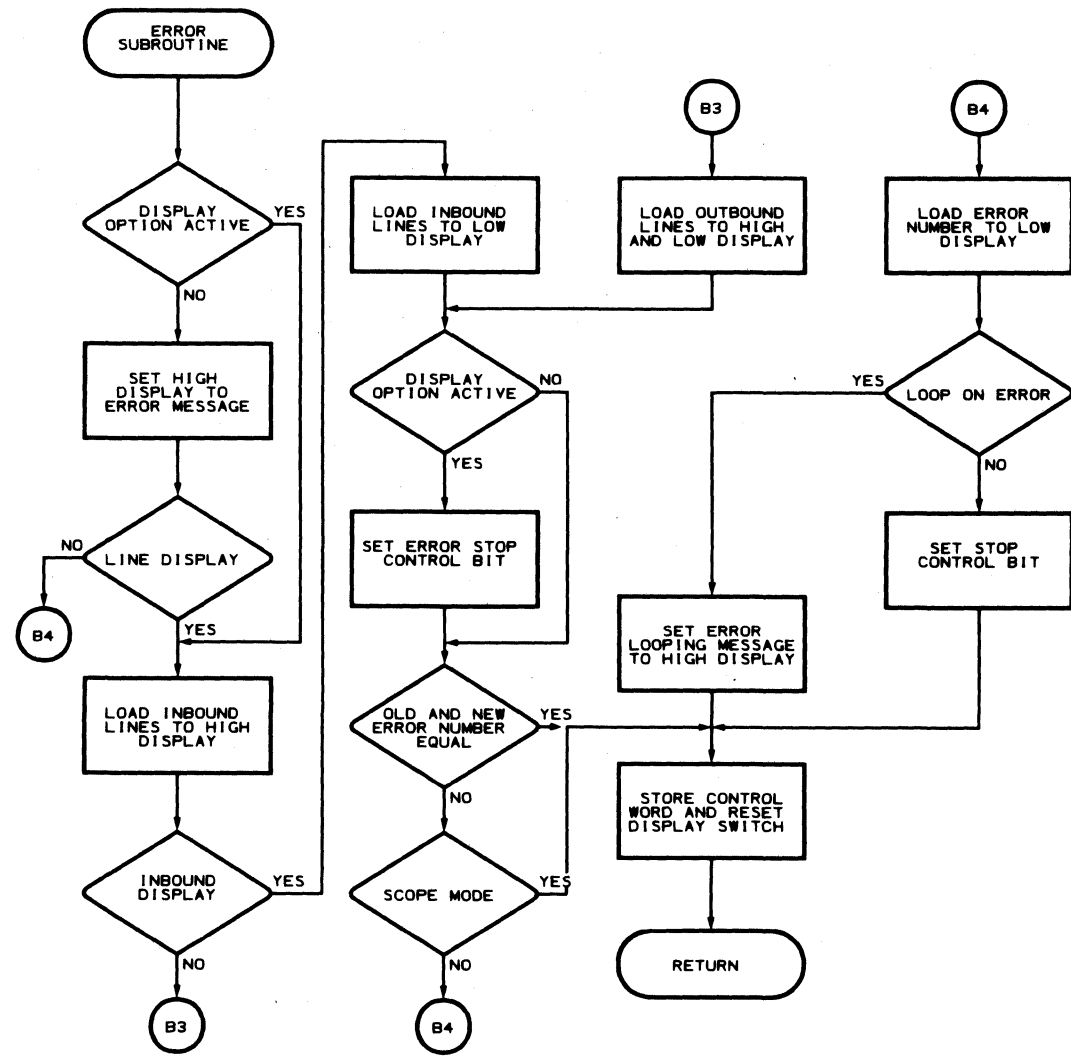 ERROR
SUBROUTINE
DISPLAY
OPTION ACTIVE
YES
NO
SET HIGH
DISPLAY TO
ERROR MESSAGE
LINE DISPLAY
NO
B4
YES
LOAD INBOUND
LINES TO HIGH
DISPLAY
INBOUND
DISPLAY
YES
NO
B3
LOAD INBOUND
LINES TO LOW
DISPLAY
DISPLAY
OPTION ACTIVE
NO
YES
SET ERROR STOP
CONTROL BIT
OLD AND NEW
ERROR NUMBER
EQUAL
YES
NO
SCOPE MODE
YES
NO
B4
B3
LOAD OUTBOUND
LINES TO HIGH
AND LOW DISPLAY
B4
LOAD ERROR
NUMBER TO LOW
DISPLAY
LOOP ON ERROR
YES
NO
SET ERROR
LOOPING MESSAGE
TO HIGH DISPLAY
SET STOP
CONTROL BIT
STORE CONTROL
WORD AND RESET
DISPLAY SWITCH
RETURN